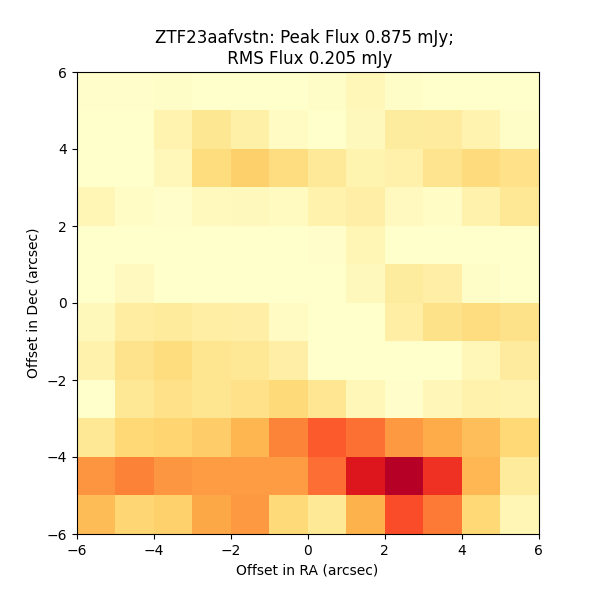 ZTF23aafvstn: Peak Flux 0.875 mJy;
RMS Flux 0.205 mJy
6
4
2
0
−2
−4
−6
Offset in Dec (arcsec)
−6 −4 −2 0 2 4 6
Offset in RA (arcsec)